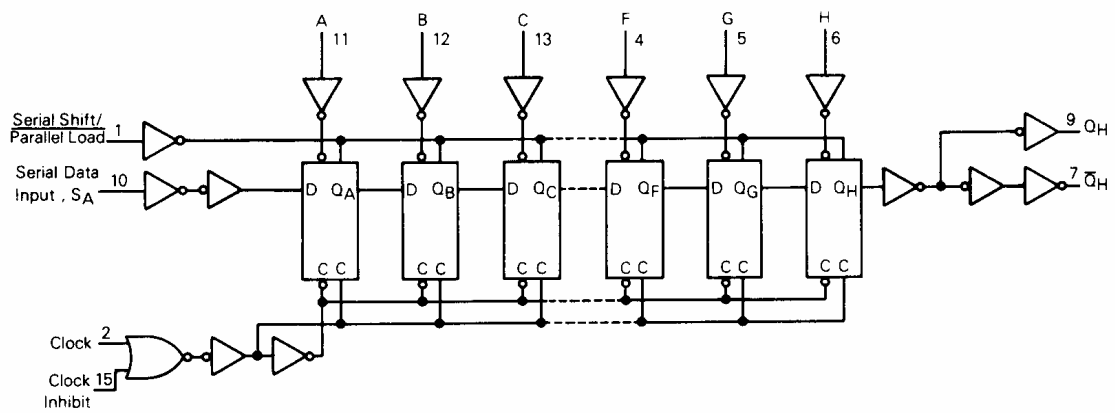 A B C F G H
11 12 13 4 5 6
Serial Shift/
Parallel Load 1
9 QH
Serial Data 10
Input , SA
D QA D QB D QC D QF D QG D QH
7 Q̅H
C C C C C C C C C C C C
Clock 2
Clock 15
Inhibit